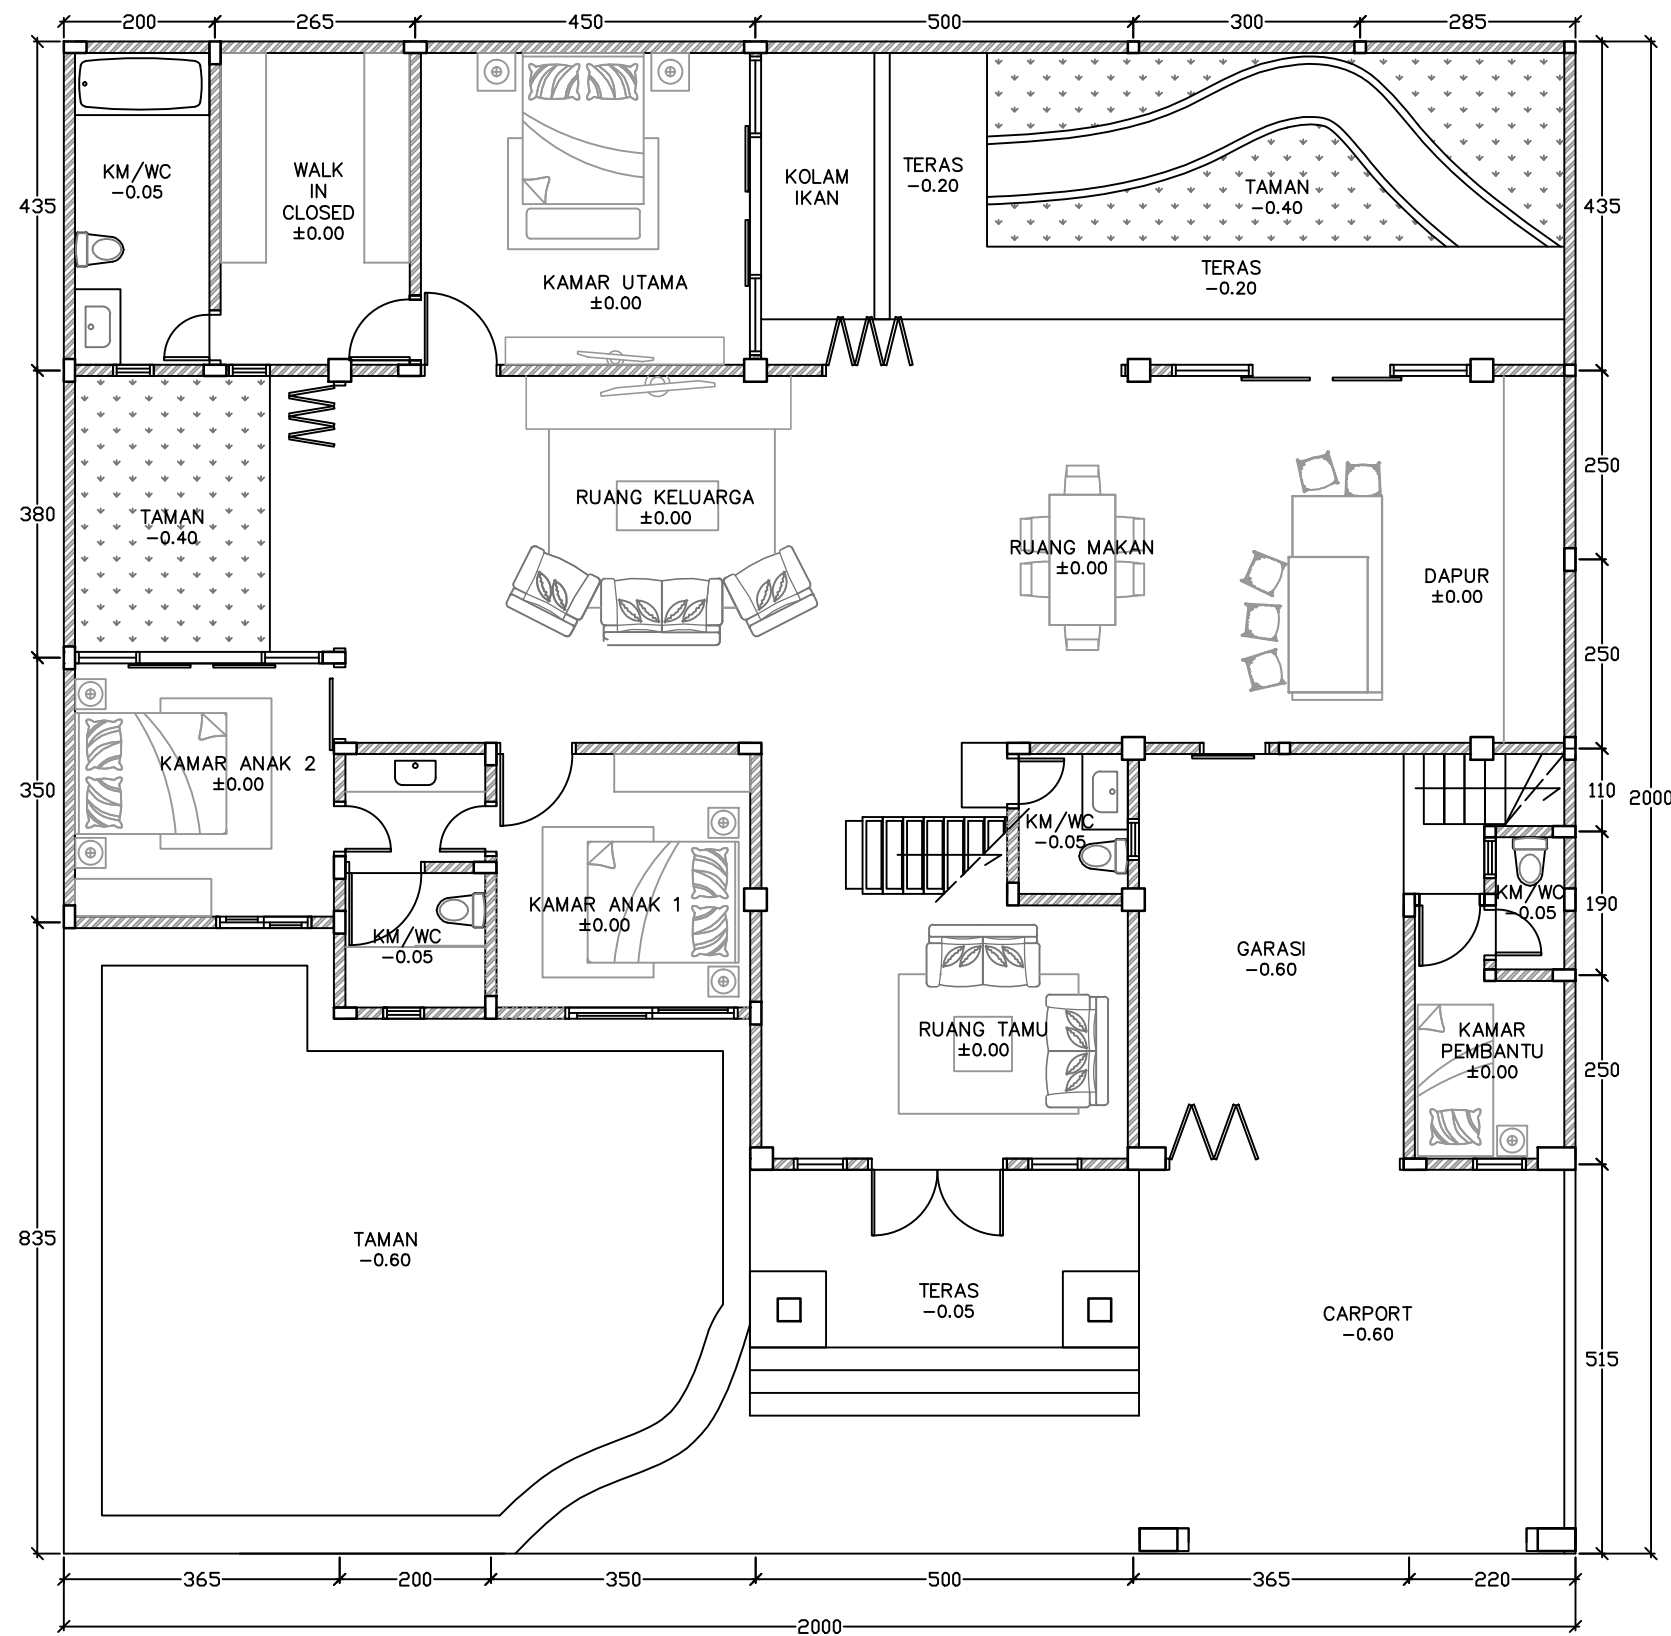 200
265
450
500
300
285
KM/WC
-0.05
WALK
IN
CLOSED
±0.00
KAMAR UTAMA
±0.00
KOLAM
IKAN
TERAS
-0.20
TAMAN
-0.40
TERAS
-0.20
435
435
TAMAN
-0.40
RUANG KELUARGA
±0.00
RUANG MAKAN
±0.00
DAPUR
±0.00
380
250
250
KAMAR ANAK 2
±0.00
350
110
2000
KM/WC
-0.05
KAMAR ANAK 1
±0.00
KM/WC
-0.05
KM/WC
-0.05
190
GARASI
-0.60
RUANG TAMU
±0.00
KAMAR
PEMBANTU
±0.00
250
TAMAN
-0.60
835
TERAS
-0.05
CARPORT
-0.60
515
365
200
350
500
365
220
2000